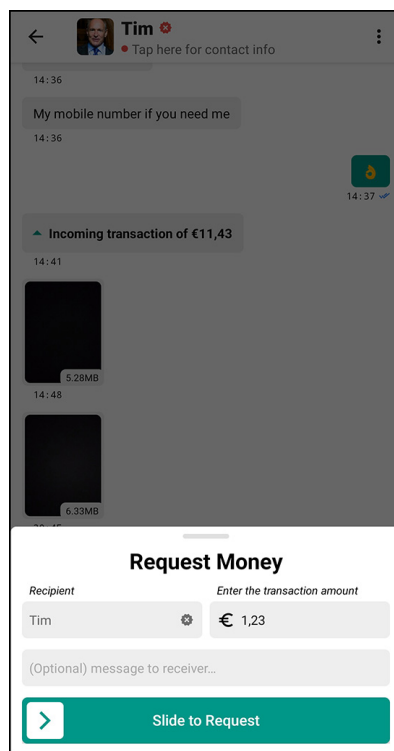 Tim
Tap here for contact info
14:36
My mobile number if you need me
14:36
14:37
Incoming transaction of €11,43
14:41
5.28MB
14:48
6.33MB
Request Money
Recipient Enter the transaction amount
Tim € 1,23
(Optional) message to receiver...
Slide to Request